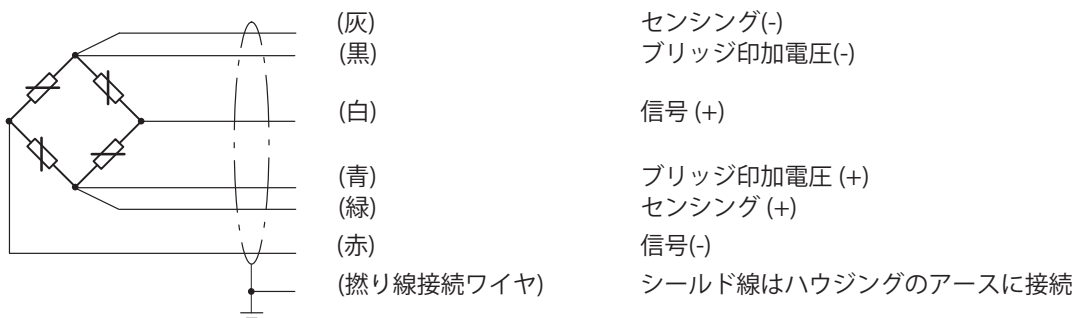 (灰) センシング(-)
(黒) ブリッジ印加電圧(-)
(白) 信号 (+)
(青) ブリッジ印加電圧 (+)
(緑) センシング (+)
(赤) 信号(-)
(撚り線接続ワイヤ) シールド線はハウジングのアースに接続